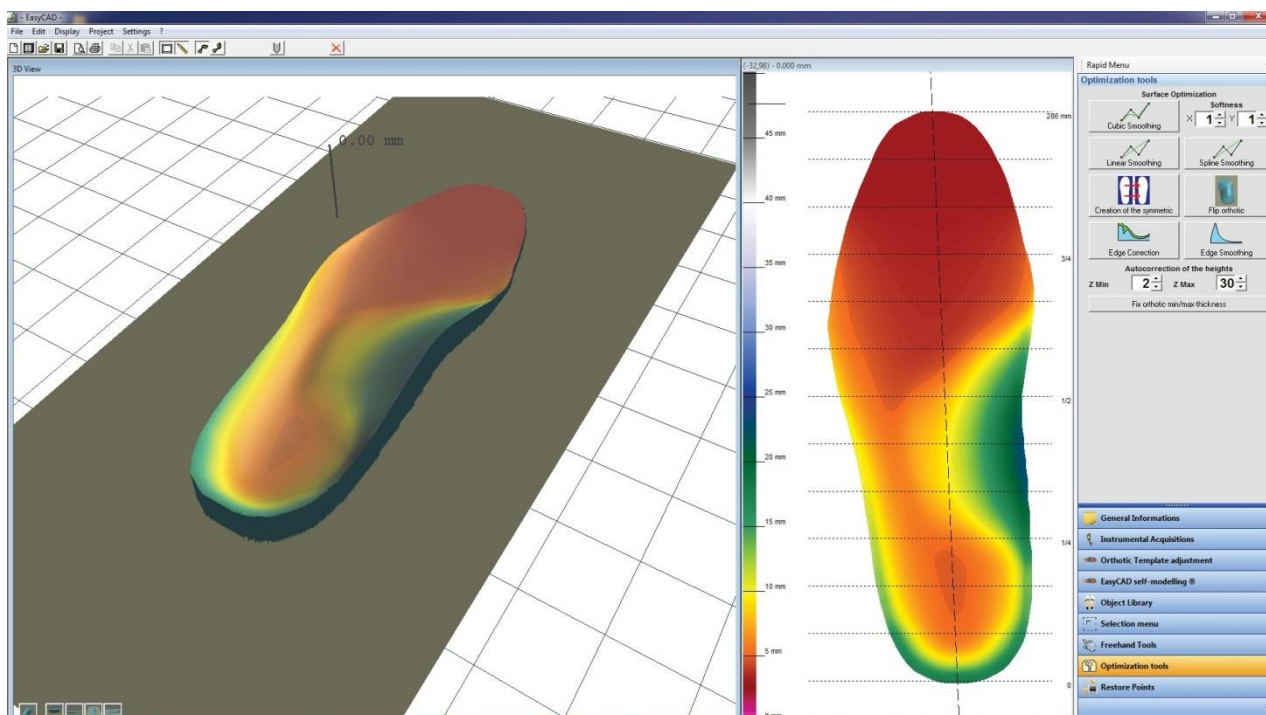 - EasyCAD -
File Edit Display Project Settings ?
3D View
0.00 mm
(-32,98) - 0.000 mm
45 mm
40 mm
35 mm
30 mm
25 mm
20 mm
15 mm
10 mm
5 mm
286 mm
3/4
1/2
1/4
0
Rapid Menu
Optimization tools
Surface Optimization
Softness
Cubic Smoothing
X 1 Y 1
Linear Smoothing
Spline Smoothing
Creation of the symmetric
Flip orthotic
Edge Correction
Edge Smoothing
Autocorrection of the heights
Z Min 2 Z Max 30
Fix orthotic min/max thickness
General Informations
Instrumental Acquisitions
Orthotic Template adjustment
EasyCAD self-modelling ®
Object Library
Selection menu
Freehand Tools
Optimization tools
Restore Points